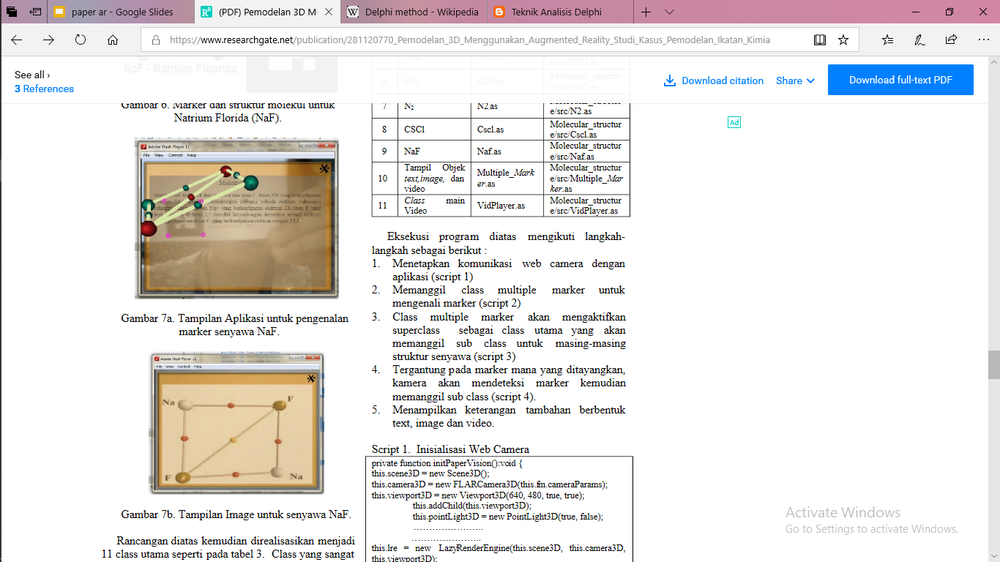 paper ar - Google Slides
(PDF) Pemodelan 3D M
Delphi method - Wikipedia
Teknik Analisis Delphi
https://www.researchgate.net/publication/281120770_Pemodelan_3D_Menggunakan_Augmented_Reality_Studi_Kasus_Pemodelan_Ikatan_Kimia
See all ›
3 References
Download citation
Share
Download full-text PDF
Ad
NaF - Natrium Flourida
Gambar 6. Marker dan struktur molekul untuk
Natrium Florida (NaF).
Adobe Flash Player 11
File View Control Help
Gambar 7a. Tampilan Aplikasi untuk pengenalan
marker senyawa NaF.
Adobe Flash Player 11
File View Control Help
Na
F
F
Na
Gambar 7b. Tampilan Image untuk senyawa NaF.
Rancangan diatas kemudian direalisasikan menjadi
11 class utama seperti pada tabel 3. Class yang sangat
5 NH₃ NH3.as
e/src/NH3.as
6 CO₂ CO2.as Molecular_structur
e/src/CO2.as
7 N₂ N2.as Molecular_structur
e/src/N2.as
8 CSCl Cscl.as Molecular_structur
e/src/Cscl.as
9 NaF Naf.as Molecular_structur
e/src/Naf.as
10 Tampil Objek text,image, dan video Multiple_Marker.as Molecular_structur
e/src/Multiple_Mar
ker.as
11 Class main Video VidPlayer.as Molecular_structur
e/src/VidPlayer.as
Eksekusi program diatas mengikuti langkah-
langkah sebagai berikut :
1. Menetapkan komunikasi web camera dengan
aplikasi (script 1)
2. Memanggil class multiple marker untuk
mengenali marker (script 2)
3. Class multiple marker akan mengaktifkan
superclass sebagai class utama yang akan
memanggil sub class untuk masing-masing
struktur senyawa (script 3)
4. Tergantung pada marker mana yang ditayangkan,
kamera akan mendeteksi marker kemudian
memanggil sub class (script 4).
5. Menampilkan keterangan tambahan berbentuk
text, image dan video.
Script 1. Inisialisasi Web Camera
private function initPaperVision():void {
this.scene3D = new Scene3D();
this.camera3D = new FLARCamera3D(this.fm.cameraParams);
this.viewport3D = new Viewport3D(640, 480, true, true);
this.addChild(this.viewport3D);
this.pointLight3D = new PointLight3D(true, false);
…………………..
…………………..
this.lre = new LazyRenderEngine(this.scene3D, this.camera3D,
this.viewport3D);
Activate Windows
Go to Settings to activate Windows.